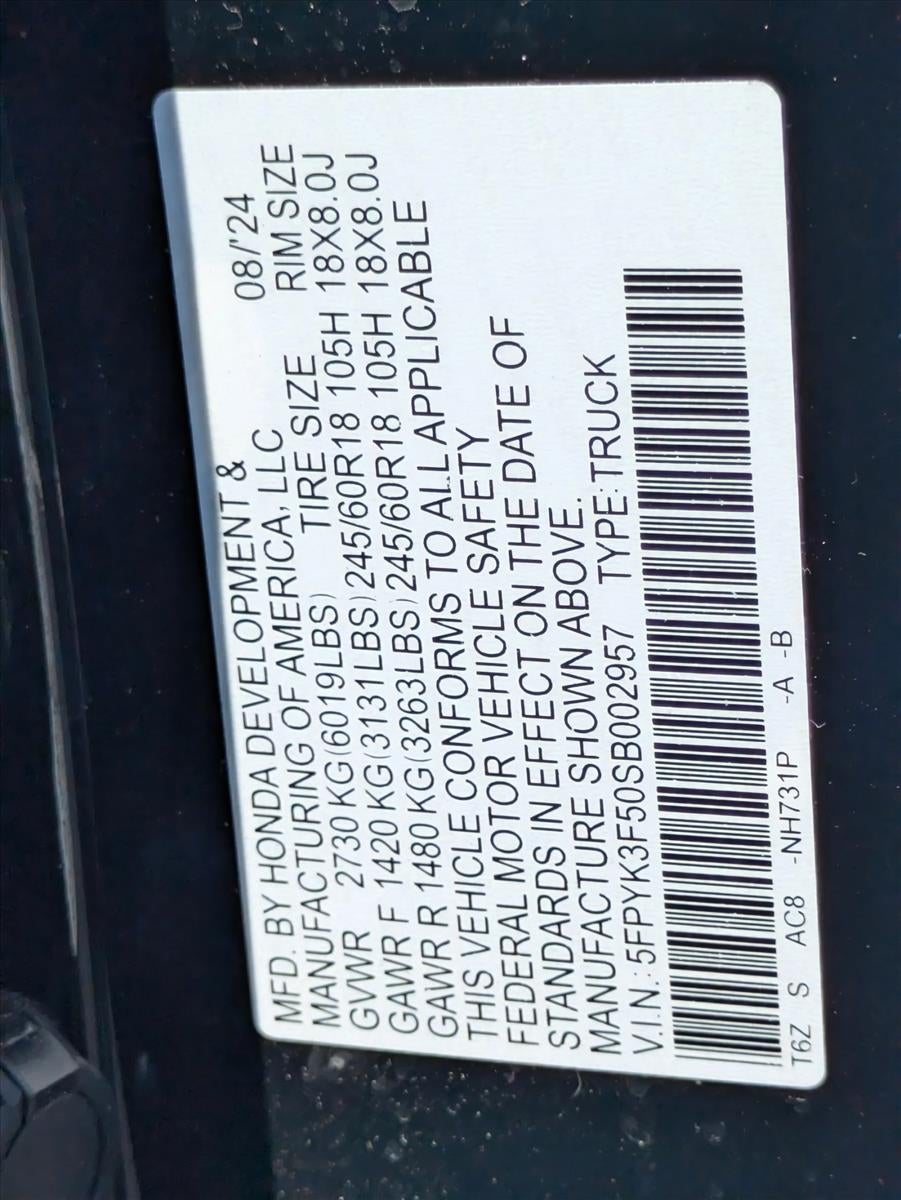 MFD. BY HONDA DEVELOPMENT & 08/'24
MANUFACTURING OF AMERICA, LLC RIM SIZE
GVWR 2730 KG(6019LBS) TIRE SIZE
GAWR F 1420 KG(3131LBS)245/60R18 105H 18X8.0J
GAWR R 1480 KG(3263LBS)245/60R18 105H 18X8.0J
THIS VEHICLE CONFORMS TO ALL APPLICABLE
FEDERAL MOTOR VEHICLE SAFETY
STANDARDS IN EFFECT ON THE DATE OF
MANUFACTURE SHOWN ABOVE.
V.I.N.: 5FPYK3F50SB002957 TYPE: TRUCK
T6Z S AC8 -NH731P -A -B